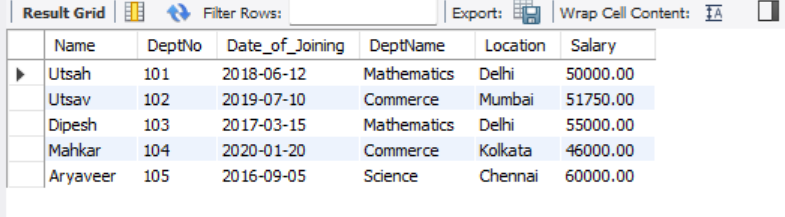 Result Grid Filter Rows: Export: Wrap Cell Content: IA
Name DeptNo Date_of_Joining DeptName Location Salary
Utsah 101 2018-06-12 Mathematics Delhi 50000.00
Utsav 102 2019-07-10 Commerce Mumbai 51750.00
Dipesh 103 2017-03-15 Mathematics Delhi 55000.00
Mahkar 104 2020-01-20 Commerce Kolkata 46000.00
Aryaveer 105 2016-09-05 Science Chennai 60000.00